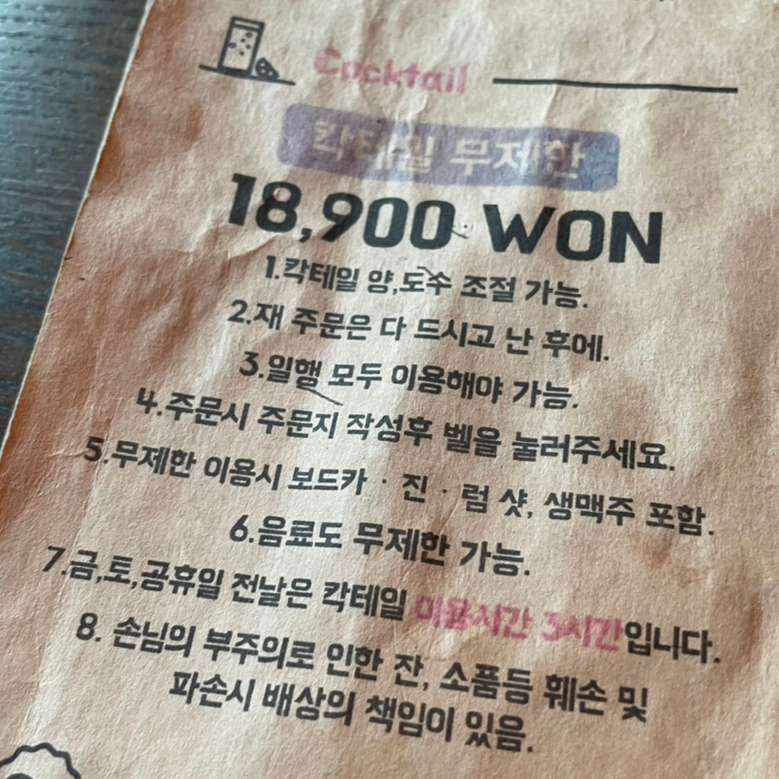 Cocktail
칵테일 무제한
18,900 WON
1.칵테일 양,도수 조절 가능.
2.재 주문은 다 드시고 난 후에.
3.일행 모두 이용해야 가능.
4.주문시 주문지 작성후 벨을 눌러주세요.
5.무제한 이용시 보드카 · 진 · 럼 샷, 생맥주 포함.
6.음료도 무제한 가능.
7.금,토,공휴일 전날은 칵테일 이용시간 3시간입니다.
8. 손님의 부주의로 인한 잔, 소품등 훼손 및
파손시 배상의 책임이 있음.